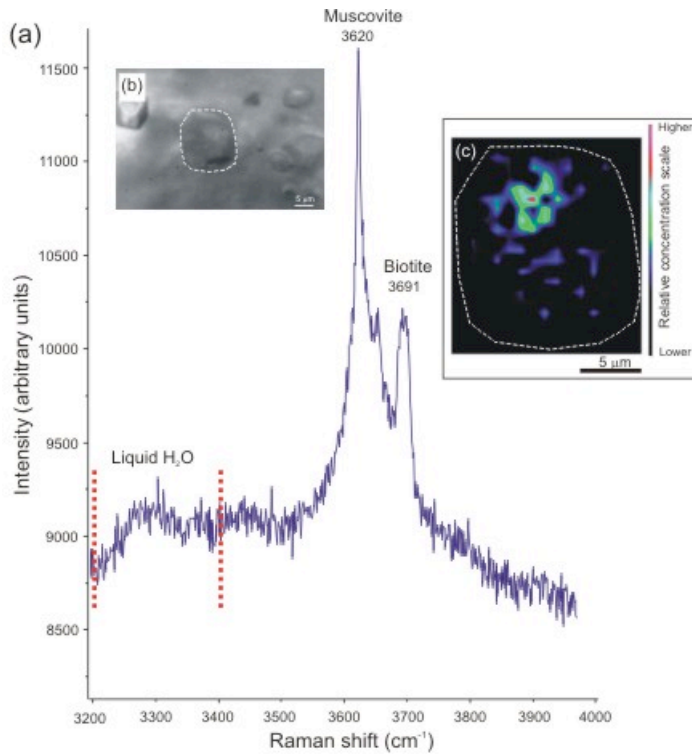 (a)
Muscovite
3620
(b)
5 µm
(c)
Higher
Relative concentration scale
Lower
5 µm
Biotite
3691
Liquid H₂O
Intensity (arbitrary units)
11500
11000
10500
10000
9500
9000
8500
3200 3300 3400 3500 3600 3700 3800 3900 4000
Raman shift (cm⁻¹)